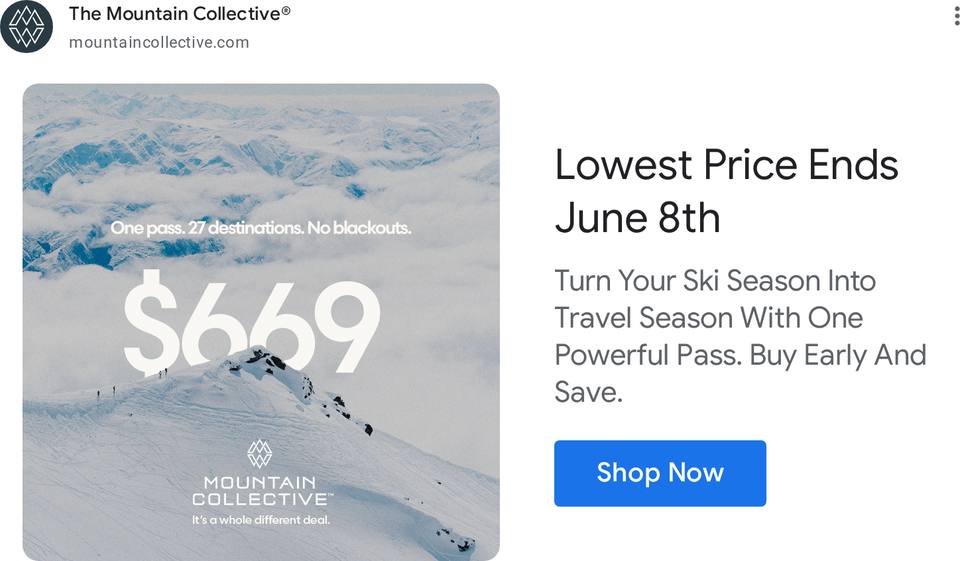 The Mountain Collective®
mountaincollective.com
One pass. 27 destinations. No blackouts.
$669
MOUNTAIN
COLLECTIVE™
It's a whole different deal.
Lowest Price Ends
June 8th
Turn Your Ski Season Into
Travel Season With One
Powerful Pass. Buy Early And
Save.
Shop Now